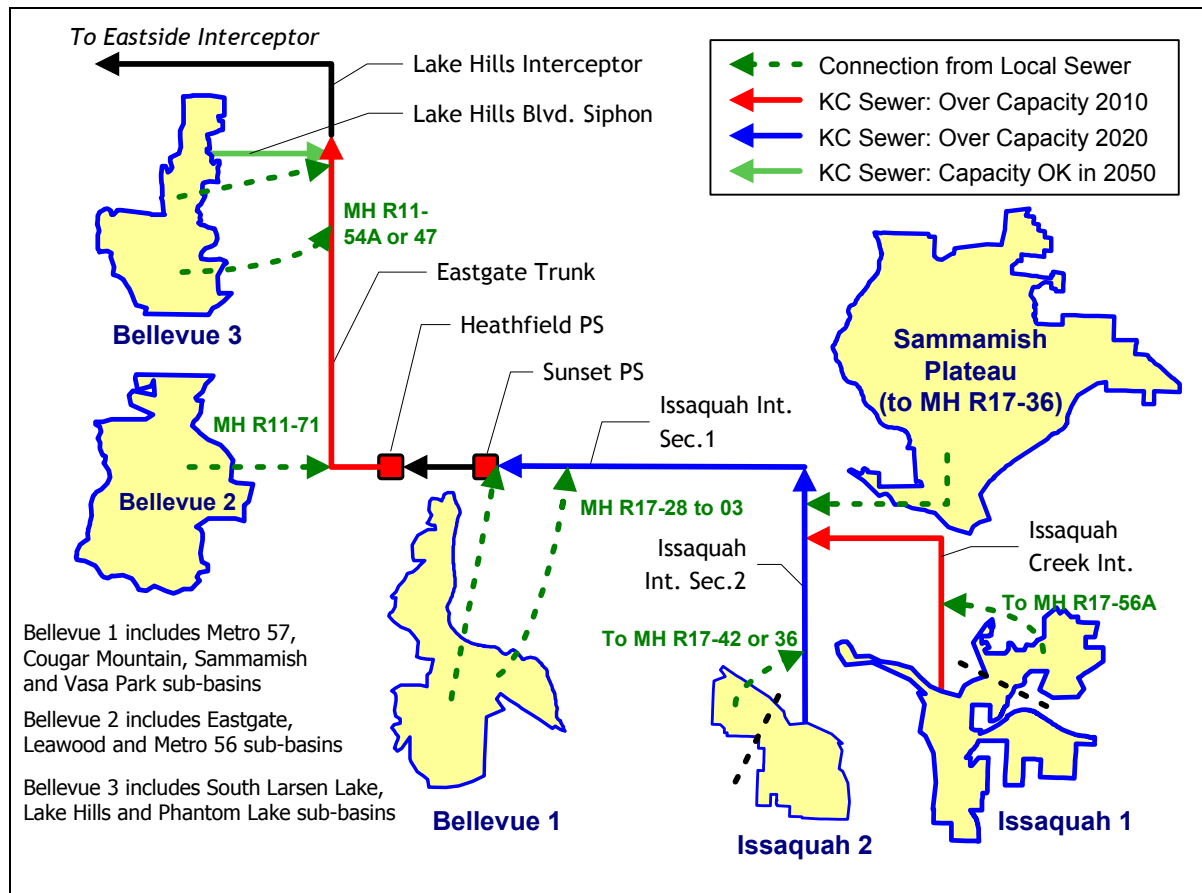 To Eastside Interceptor
Lake Hills Interceptor
Lake Hills Blvd. Siphon
Connection from Local Sewer
KC Sewer: Over Capacity 2010
KC Sewer: Over Capacity 2020
KC Sewer: Capacity OK in 2050
MH R11-
54A or 47
Eastgate Trunk
Bellevue 3
Heathfield PS
Sunset PS
Sammamish
Plateau
(to MH R17-36)
MH R11-71
Issaquah Int.
Sec.1
Bellevue 2
MH R17-28 to 03
Issaquah
Int. Sec.2
Issaquah
Creek Int.
To MH R17-56A
To MH R17-42 or 36
Bellevue 1 includes Metro 57,
Cougar Mountain, Sammamish
and Vasa Park sub-basins
Bellevue 2 includes Eastgate,
Leawood and Metro 56 sub-basins
Bellevue 3 includes South Larsen Lake,
Lake Hills and Phantom Lake sub-basins
Bellevue 1
Issaquah 2
Issaquah 1